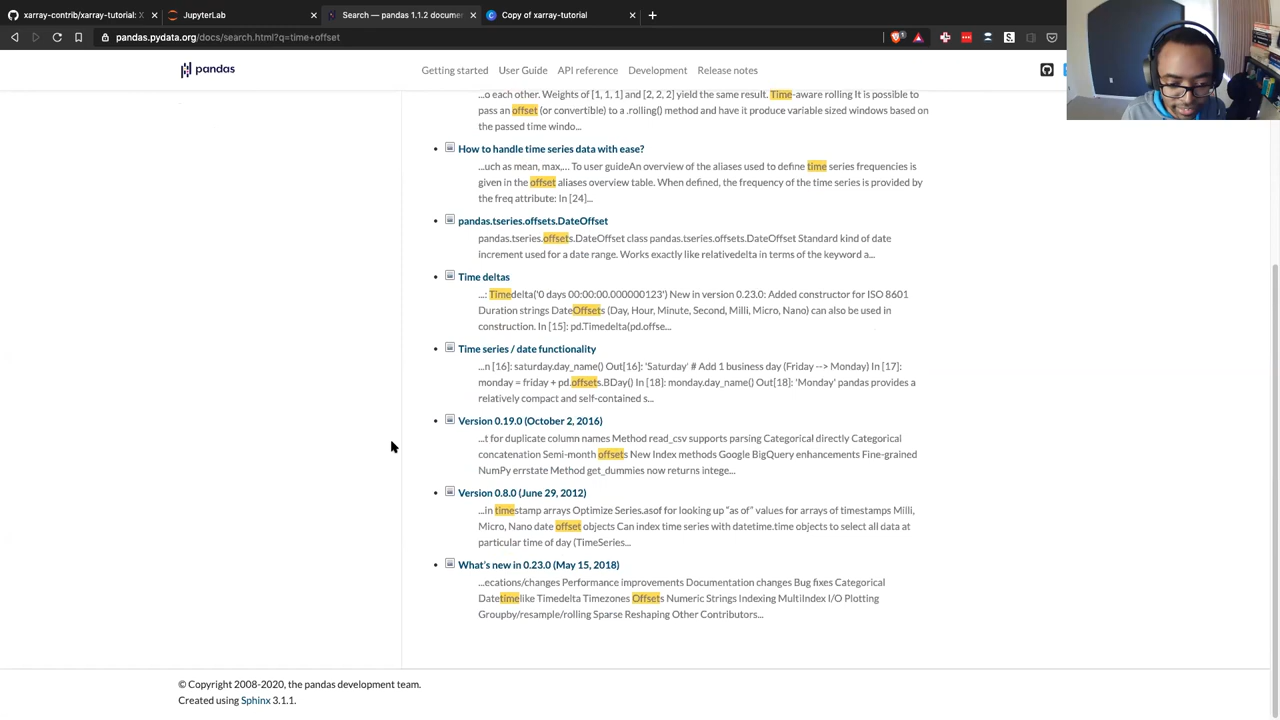 xarray-contrib/xarray-tutorial: X
JupyterLab
Search — pandas 1.1.2 documen
Copy of xarray-tutorial
pandas.pydata.org/docs/search.html?q=time+offset
pandas
Getting started
User Guide
API reference
Development
Release notes
...o each other. Weights of [1, 1, 1] and [2, 2, 2] yield the same result. Time-aware rolling It is possible to
pass an offset (or convertible) to a .rolling() method and have it produce variable sized windows based on
the passed time windo...
How to handle time series data with ease?
...uch as mean, max,... To user guideAn overview of the aliases used to define time series frequencies is
given in the offset aliases overview table. When defined, the frequency of the time series is provided by
the freq attribute: In [24]...
pandas.tseries.offsets.DateOffset
pandas.tseries.offsets.DateOffset class pandas.tseries.offsets.DateOffset Standard kind of date
increment used for a date range. Works exactly like relativedelta in terms of the keyword a...
Time deltas
...: Timedelta('0 days 00:00:00.000000123') New in version 0.23.0: Added constructor for ISO 8601
Duration strings DateOffsets (Day, Hour, Minute, Second, Milli, Micro, Nano) can also be used in
construction. In [15]: pd.Timedelta(pd.offse...
Time series / date functionality
...n [16]: saturday.day_name() Out[16]: 'Saturday' # Add 1 business day (Friday --> Monday) In [17]:
monday = friday + pd.offsets.BDay() In [18]: monday.day_name() Out[18]: 'Monday' pandas provides a
relatively compact and self-contained s...
Version 0.19.0 (October 2, 2016)
...t for duplicate column names Method read_csv supports parsing Categorical directly Categorical
concatenation Semi-month offsets New Index methods Google BigQuery enhancements Fine-grained
NumPy errstate Method get_dummies now returns intege...
Version 0.8.0 (June 29, 2012)
...in timestamp arrays Optimize Series.asof for looking up “as of” values for arrays of timestamps Milli,
Micro, Nano date offset objects Can index time series with datetime.time objects to select all data at
particular time of day (TimeSeries...
What’s new in 0.23.0 (May 15, 2018)
...ecations/changes Performance improvements Documentation changes Bug fixes Categorical
Datetimelike Timedelta Timezones Offsets Numeric Strings Indexing MultiIndex I/O Plotting
Groupby/resample/rolling Sparse Reshaping Other Contributors...
© Copyright 2008-2020, the pandas development team.
Created using Sphinx 3.1.1.